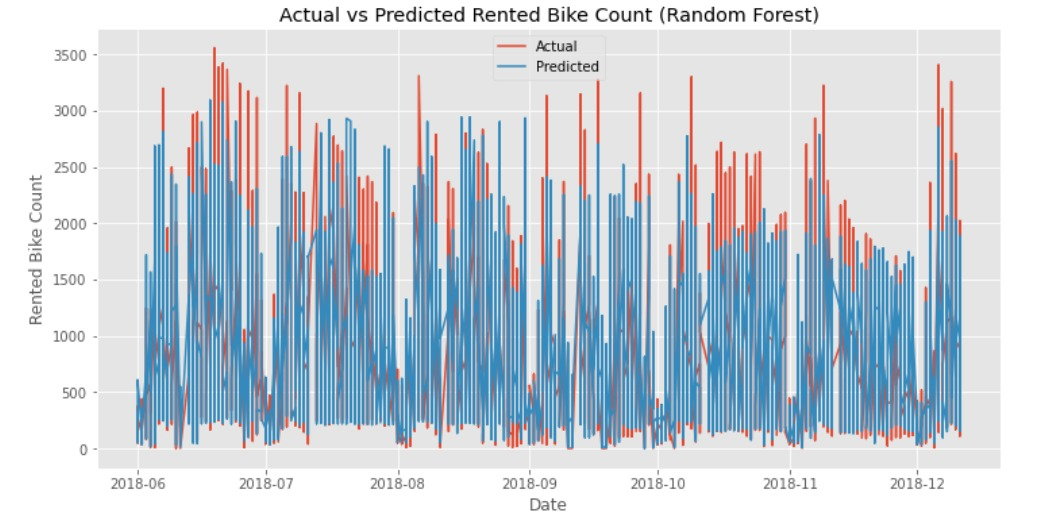 Actual vs Predicted Rented Bike Count (Random Forest)
Actual
Predicted
3500
3000
2500
2000
1500
1000
500
0
Rented Bike Count
2018-06 2018-07 2018-08 2018-09 2018-10 2018-11 2018-12
Date